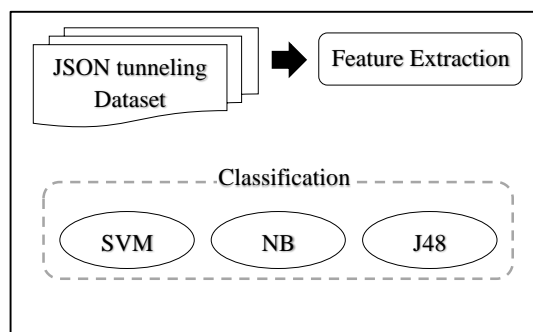 JSON tunneling
Dataset
Feature Extraction
Classification
SVM
NB
J48